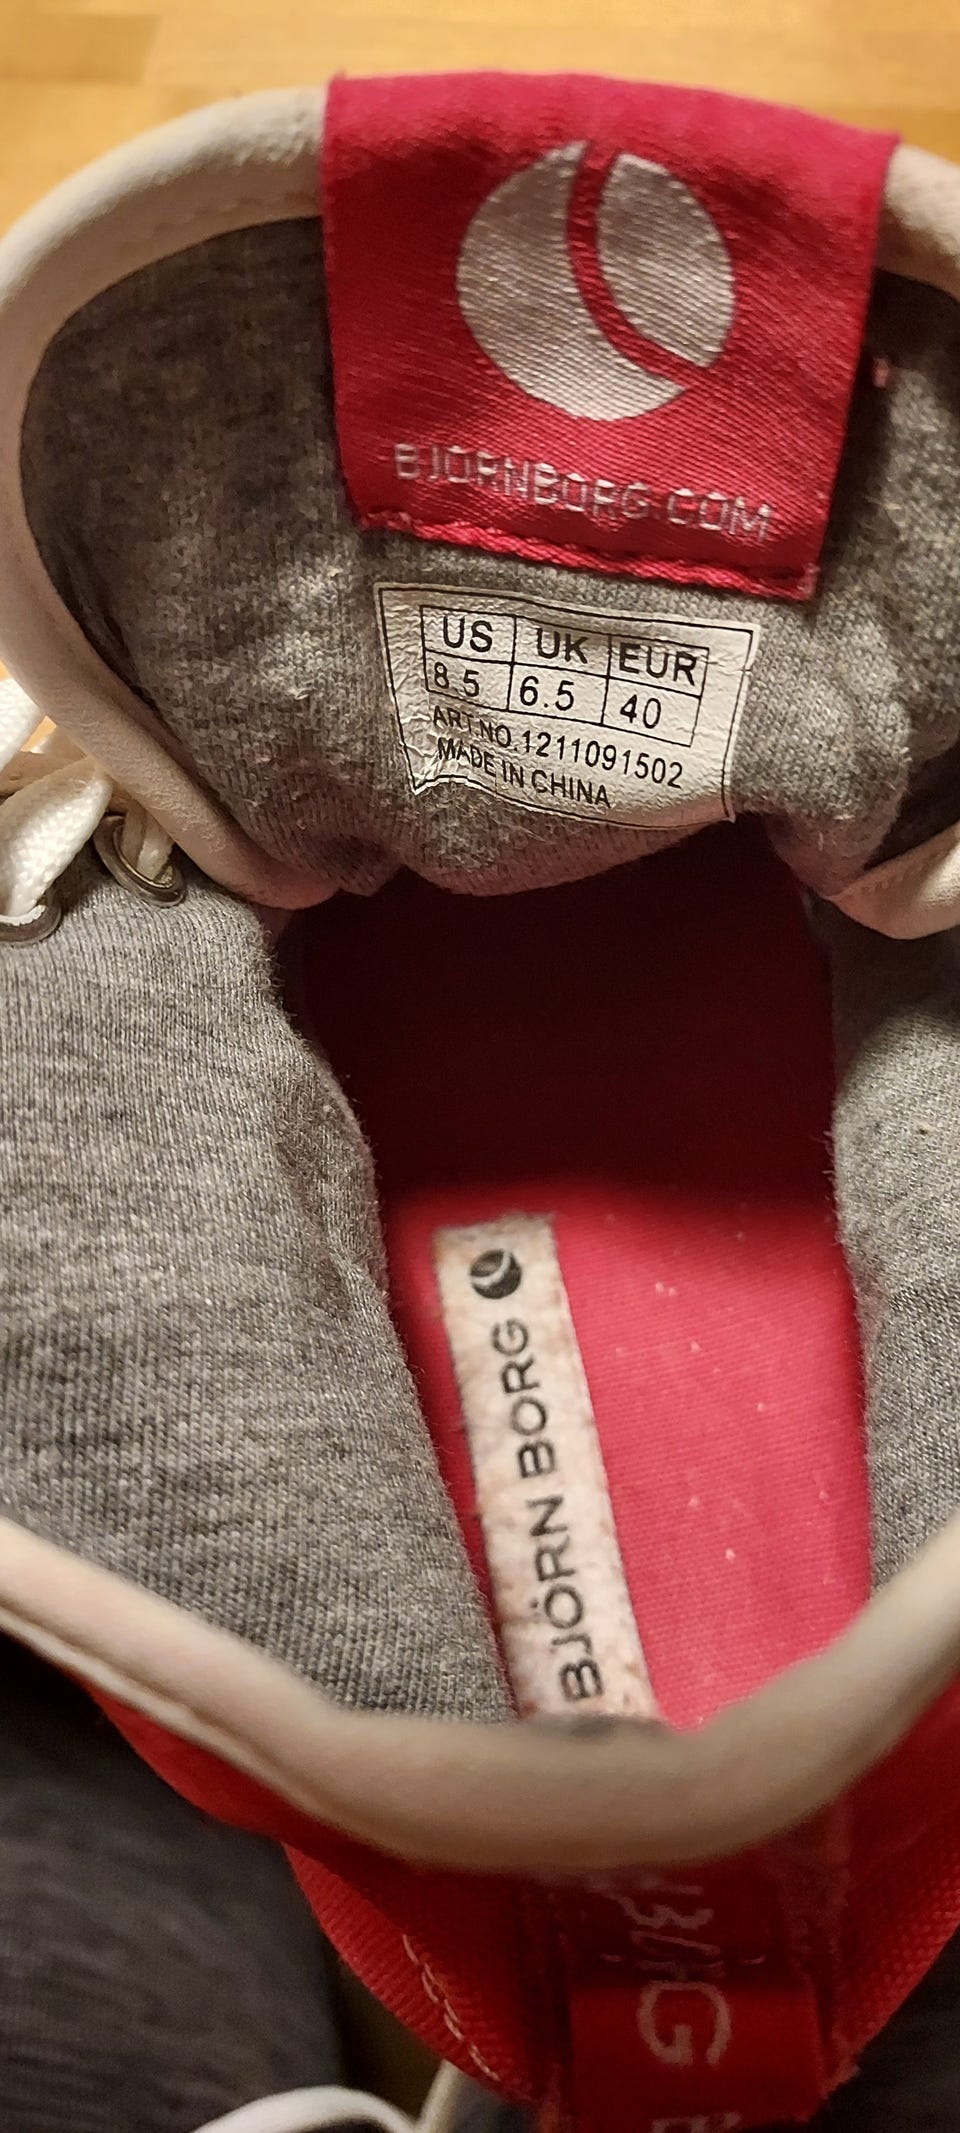 BJORNBORG.COM
US UK EUR
8.5 6.5 40
ART.NO.1211091502
MADE IN CHINA
BJÖRN BORG